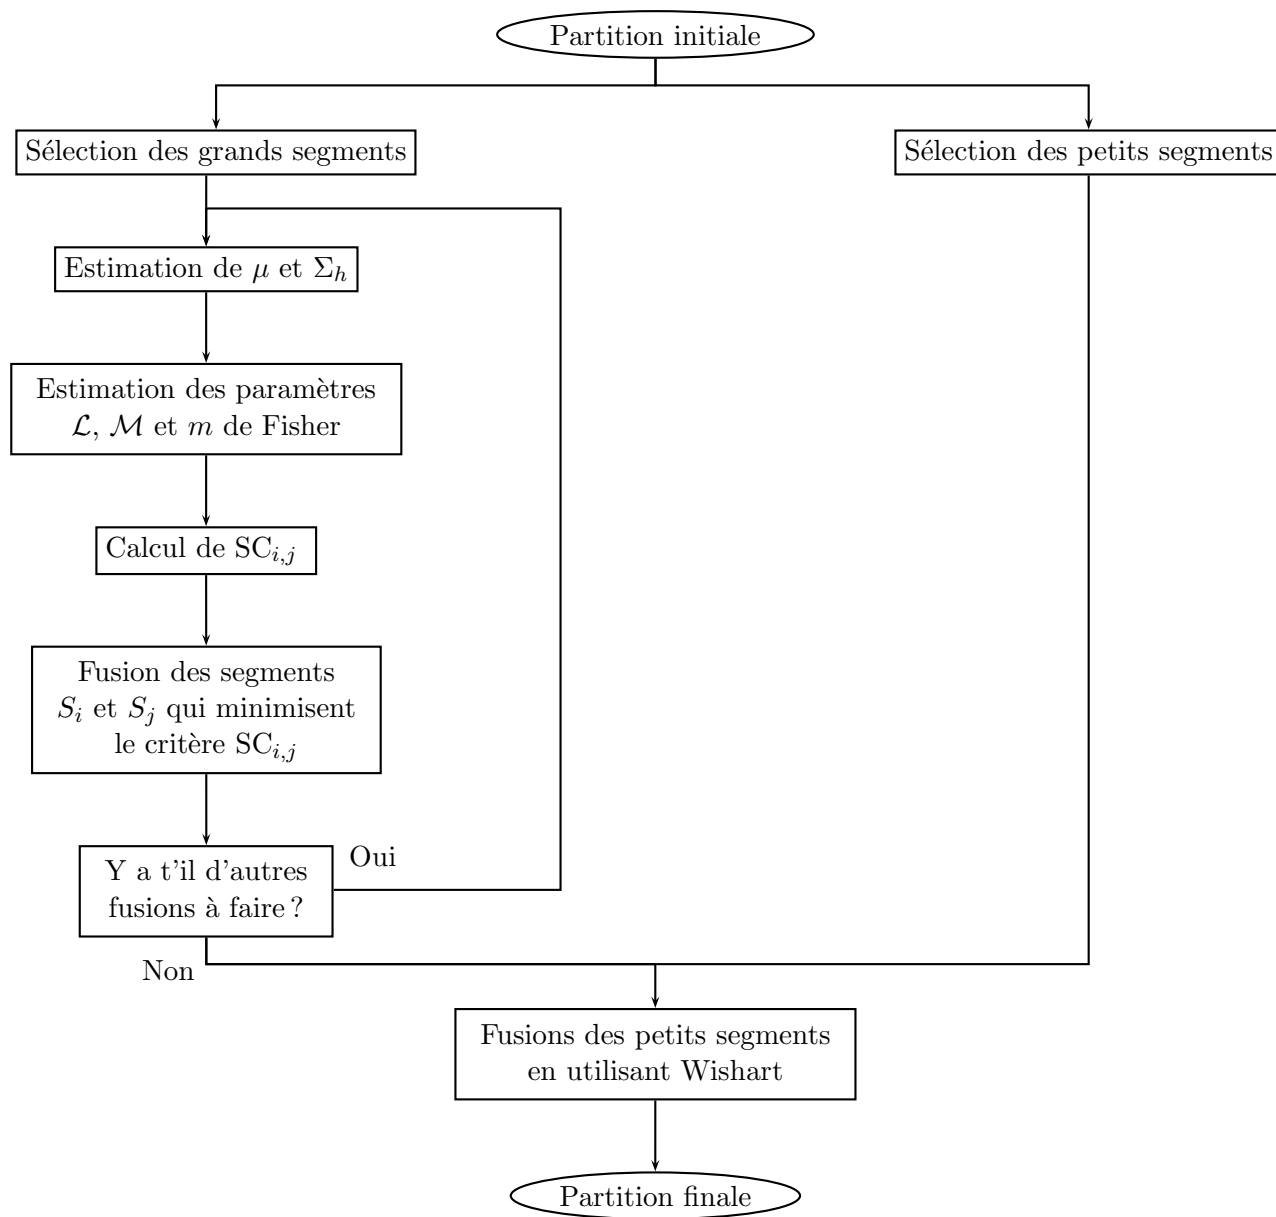 Partition initiale
Sélection des grands segments
Sélection des petits segments
Estimation de μ et Σ_h
Estimation des paramètres
ℒ, ℳ et m de Fisher
Calcul de SC_{i,j}
Fusion des segments
S_i et S_j qui minimisent
le critère SC_{i,j}
Oui
Y a t'il d'autres
fusions à faire ?
Non
Fusions des petits segments
en utilisant Wishart
Partition finale